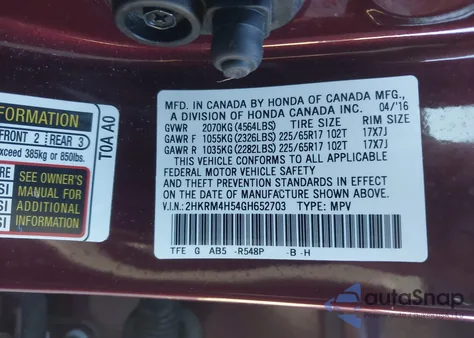 INFORMATION
FRONT 2 REAR 3
exceed 385kg or 850lbs.
SEE OWNER'S
MANUAL FOR
ADDITIONAL
INFORMATION
T0A A0
MFD. IN CANADA BY HONDA OF CANADA MFG.,
A DIVISION OF HONDA CANADA INC. 04/'16
GVWR 2070KG(4564LBS) TIRE SIZE RIM SIZE
GAWR F 1055KG(2326LBS) 225/65R17 102T 17X7J
GAWR R 1035KG(2282LBS) 225/65R17 102T 17X7J
THIS VEHICLE CONFORMS TO ALL APPLICABLE
FEDERAL MOTOR VEHICLE SAFETY
AND THEFT PREVENTION STANDARDS IN EFFECT
ON THE DATE OF MANUFACTURE SHOWN ABOVE.
V.I.N.: 2HKRM4H54GH652703 TYPE: MPV
TFE G AB5 -R548P -B-H
autoSnap